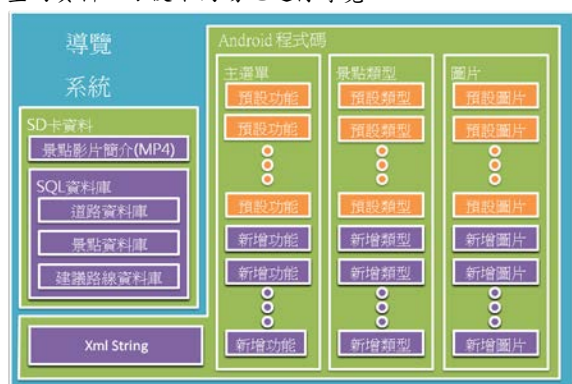 導覽
系統
SD卡資料
景點影片簡介(MP4)
SQL資料庫
道路資料庫
景點資料庫
建議路線資料庫
Xml String
Android 程式碼
主選單
預設功能
預設功能
預設功能
新增功能
新增功能
新增功能
景點類型
預設類型
預設類型
預設類型
新增類型
新增類型
新增類型
圖片
預設圖片
預設圖片
預設圖片
新增圖片
新增圖片
新增圖片